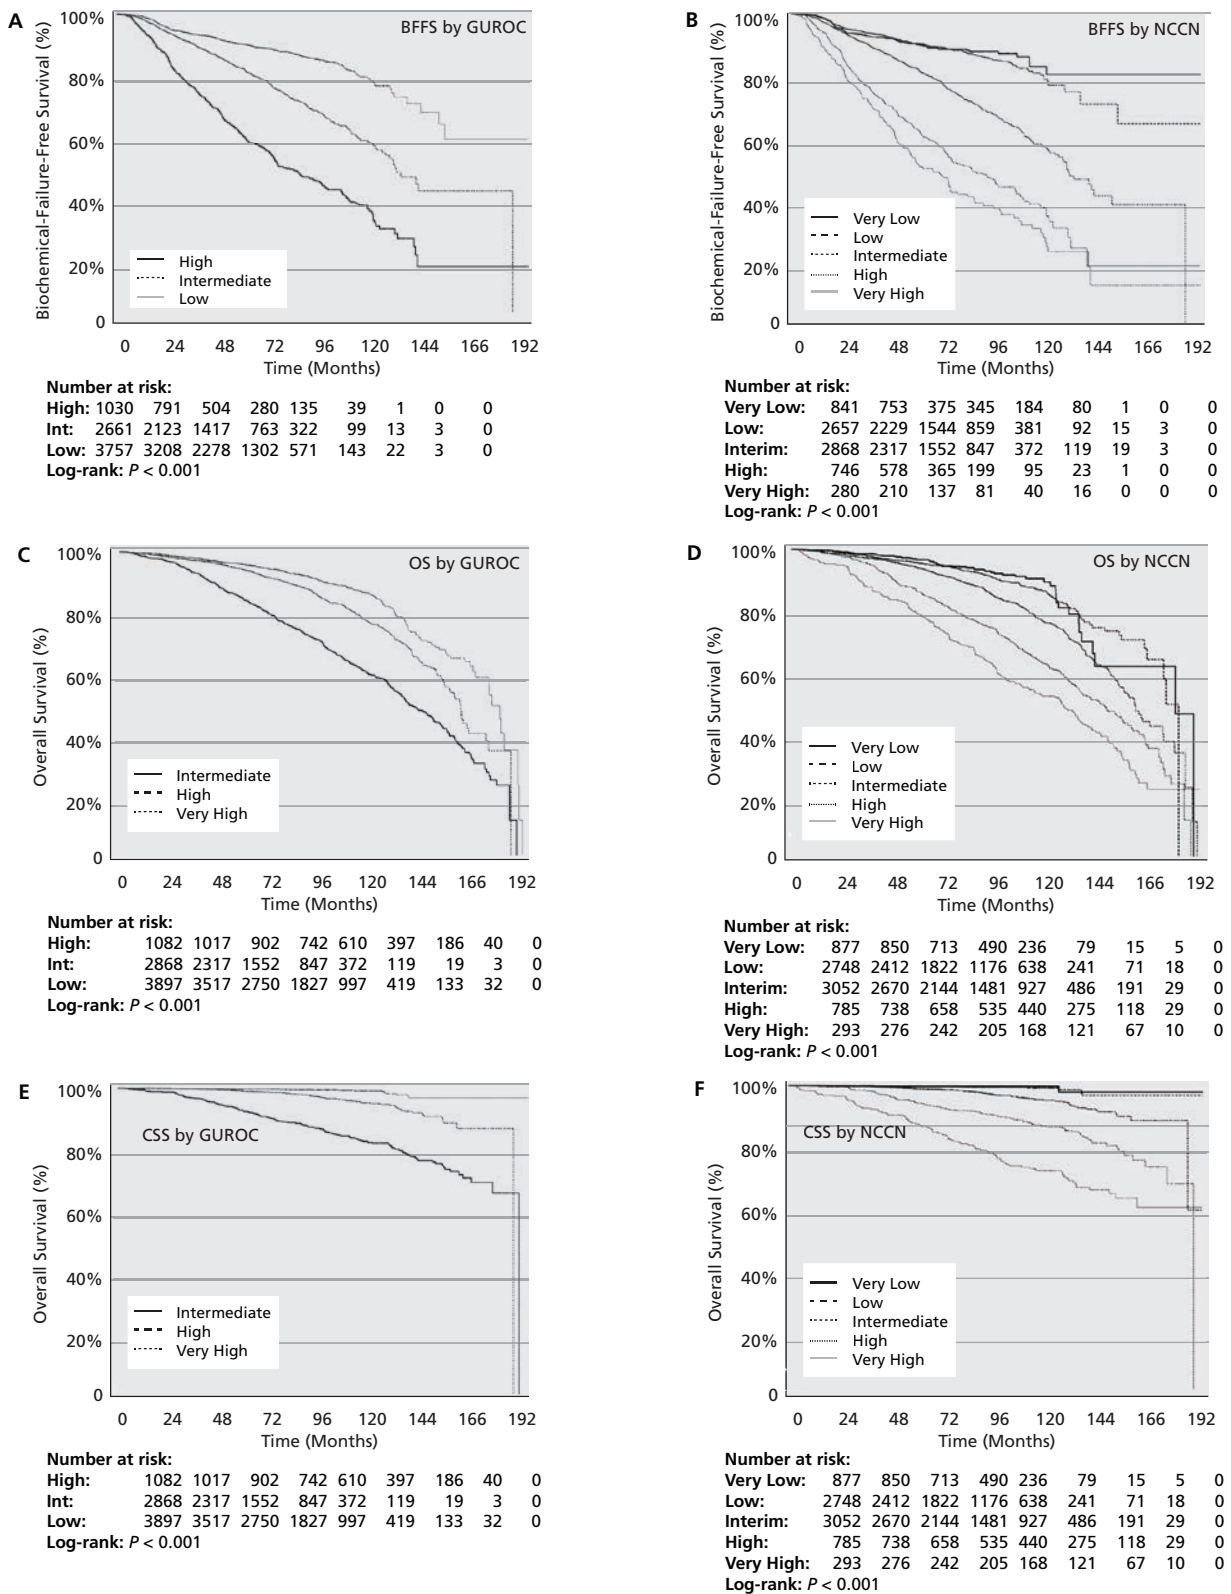 A
BFFS by GUROC
Biochemical-Failure-Free Survival (%)
100%
80%
60%
40%
20%
0
High
Intermediate
Low
0 24 48 72 96 120 144 166 192
Time (Months)
Number at risk:
High: 1030 791 504 280 135 39 1 0 0
Int: 2661 2123 1417 763 322 99 13 3 0
Low: 3757 3208 2278 1302 571 143 22 3 0
Log-rank: P < 0.001
B
BFFS by NCCN
Biochemical-Failure-Free Survival (%)
100%
80%
60%
40%
20%
0
Very Low
Low
Intermediate
High
Very High
0 24 48 72 96 120 144 166 192
Time (Months)
Number at risk:
Very Low: 841 753 375 345 184 80 1 0 0
Low: 2657 2229 1544 859 381 92 15 3 0
Interim: 2868 2317 1552 847 372 119 19 3 0
High: 746 578 365 199 95 23 1 0 0
Very High: 280 210 137 81 40 16 0 0 0
Log-rank: P < 0.001
C
OS by GUROC
Overall Survival (%)
100%
80%
60%
40%
20%
0
Intermediate
High
Very High
0 24 48 72 96 120 144 166 192
Time (Months)
Number at risk:
High: 1082 1017 902 742 610 397 186 40 0
Int: 2868 2317 1552 847 372 119 19 3 0
Low: 3897 3517 2750 1827 997 419 133 32 0
Log-rank: P < 0.001
D
OS by NCCN
Overall Survival (%)
100%
80%
60%
40%
20%
0
Very Low
Low
Intermediate
High
Very High
0 24 48 72 96 120 144 166 192
Time (Months)
Number at risk:
Very Low: 877 850 713 490 236 79 15 5 0
Low: 2748 2412 1822 1176 638 241 71 18 0
Interim: 3052 2670 2144 1481 927 486 191 29 0
High: 785 738 658 535 440 275 118 29 0
Very High: 293 276 242 205 168 121 67 10 0
Log-rank: P < 0.001
E
CSS by GUROC
Overall Survival (%)
100%
80%
60%
40%
20%
0
Intermediate
High
Very High
0 24 48 72 96 120 144 166 192
Time (Months)
Number at risk:
High: 1082 1017 902 742 610 397 186 40 0
Int: 2868 2317 1552 847 372 119 19 3 0
Low: 3897 3517 2750 1827 997 419 133 32 0
Log-rank: P < 0.001
F
CSS by NCCN
Overall Survival (%)
100%
80%
60%
40%
20%
0
Very Low
Low
Intermediate
High
Very High
0 24 48 72 96 120 144 166 192
Time (Months)
Number at risk:
Very Low: 877 850 713 490 236 79 15 5 0
Low: 2748 2412 1822 1176 638 241 71 18 0
Interim: 3052 2670 2144 1481 927 486 191 29 0
High: 785 738 658 535 440 275 118 29 0
Very High: 293 276 242 205 168 121 67 10 0
Log-rank: P < 0.001